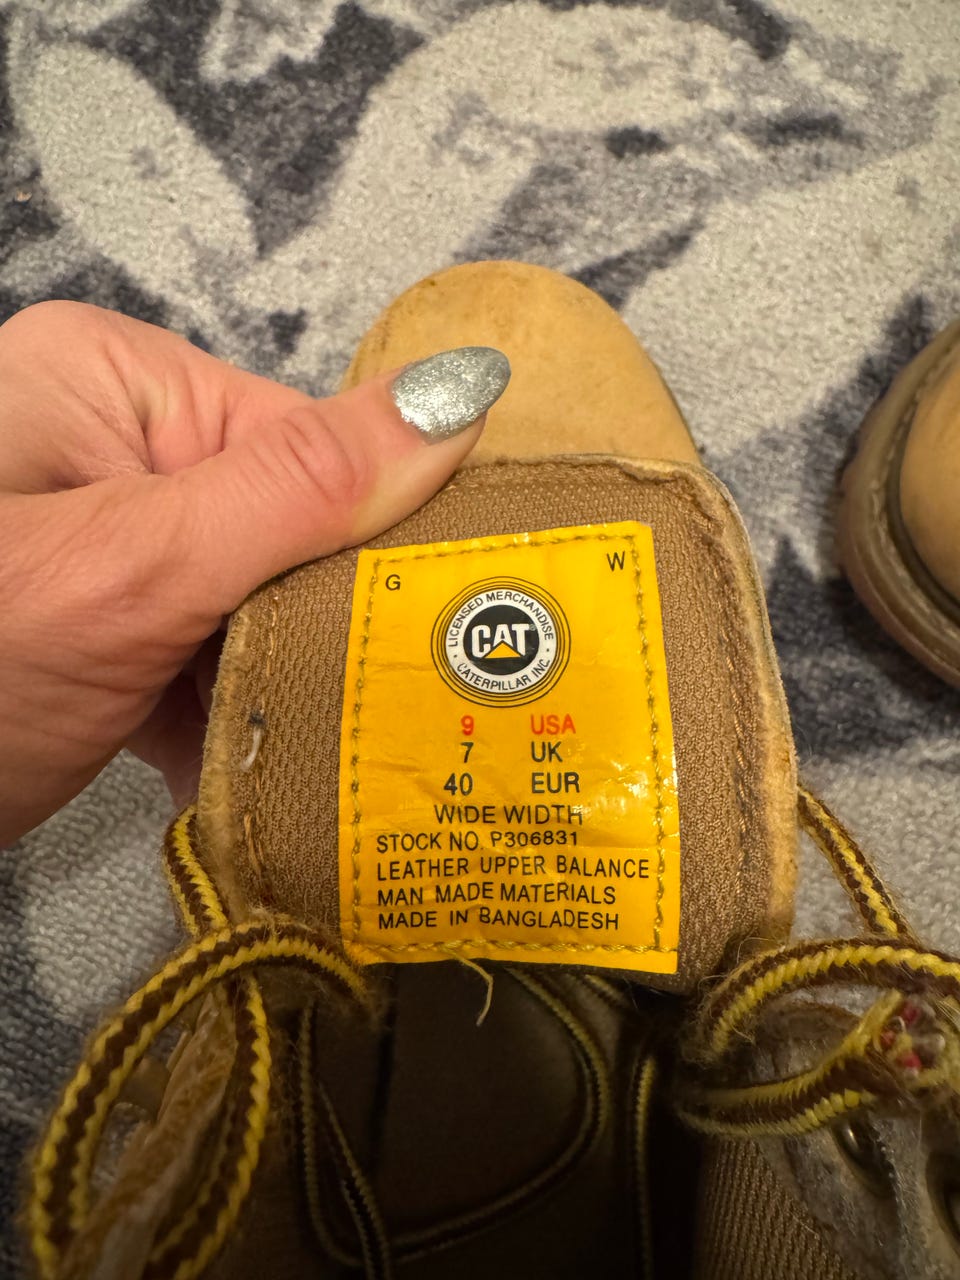 G W
LICENSED MERCHANDISE
CAT
CATERPILLAR INC.
9 USA
7 UK
40 EUR
WIDE WIDTH
STOCK NO. P306831
LEATHER UPPER BALANCE
MAN MADE MATERIALS
MADE IN BANGLADESH